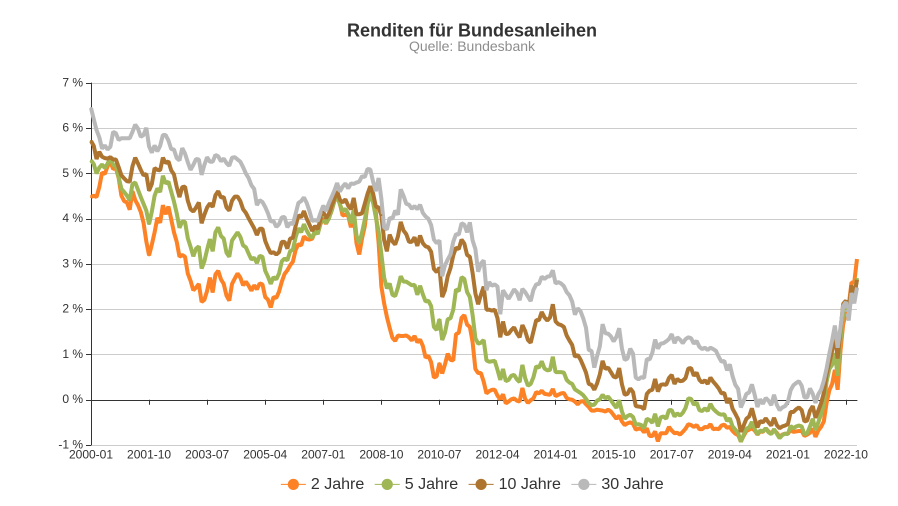 Renditen für Bundesanleihen
Quelle: Bundesbank
7 %
6 %
5 %
4 %
3 %
2 %
1 %
0 %
-1 %
2000-01 2001-10 2003-07 2005-04 2007-01 2008-10 2010-07 2012-04 2014-01 2015-10 2017-07 2019-04 2021-01 2022-10
2 Jahre 5 Jahre 10 Jahre 30 Jahre